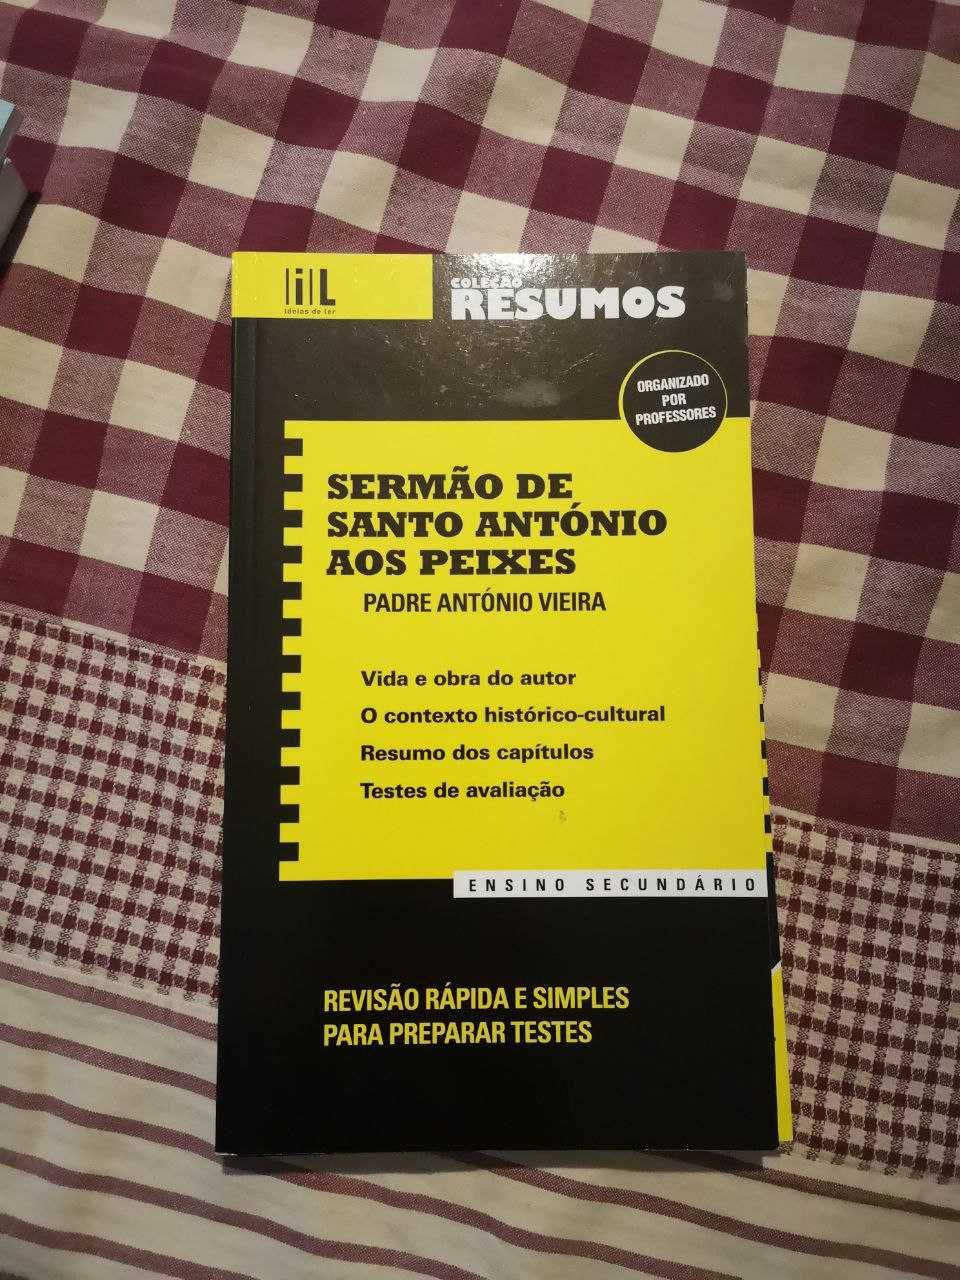 iL
ideias de ler
COLEÇÃO
RESUMOS
ORGANIZADO
POR
PROFESSORES
SERMÃO DE
SANTO ANTÓNIO
AOS PEIXES
PADRE ANTÓNIO VIEIRA
Vida e obra do autor
O contexto histórico-cultural
Resumo dos capítulos
Testes de avaliação
ENSINO SECUNDÁRIO
REVISÃO RÁPIDA E SIMPLES
PARA PREPARAR TESTES